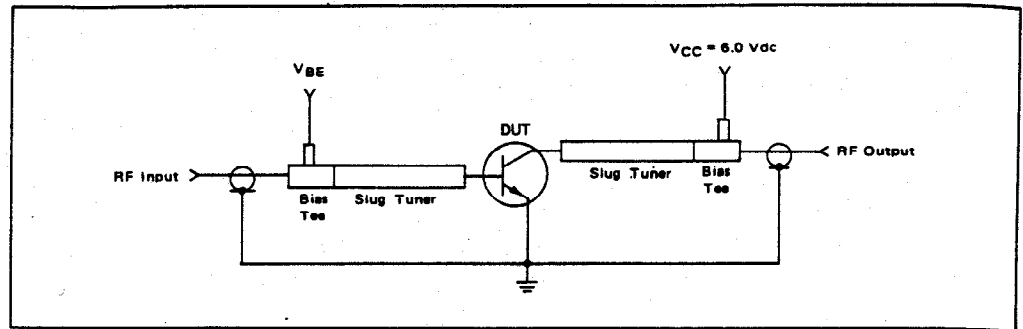 VCC = 6.0 Vdc
VBE
DUT
RF Output
Slug Tuner
Bias
Tee
RF Input
Bias
Tee
Slug Tuner